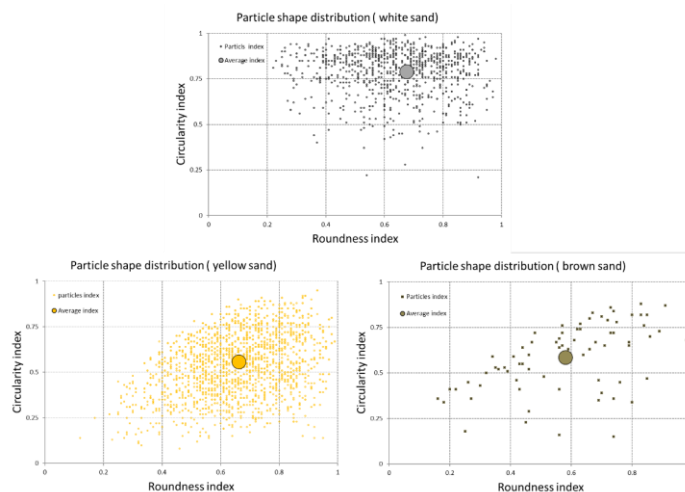 Particle shape distribution ( white sand)
1
Particls index
Average index
0.75
0.5
0.25
0
0 0.2 0.4 0.6 0.8 1
Circularity index
Roundness index
Particle shape distribution ( yellow sand)
1
particles index
Average index
0.75
0.5
0.25
0
0 0.2 0.4 0.6 0.8 1
Circularity index
Roundness index
Particle shape distribution ( brown sand)
1
Particles index
Average index
0.75
0.5
0.25
0
0 0.2 0.4 0.6 0.8
Circularity index
Roundness index